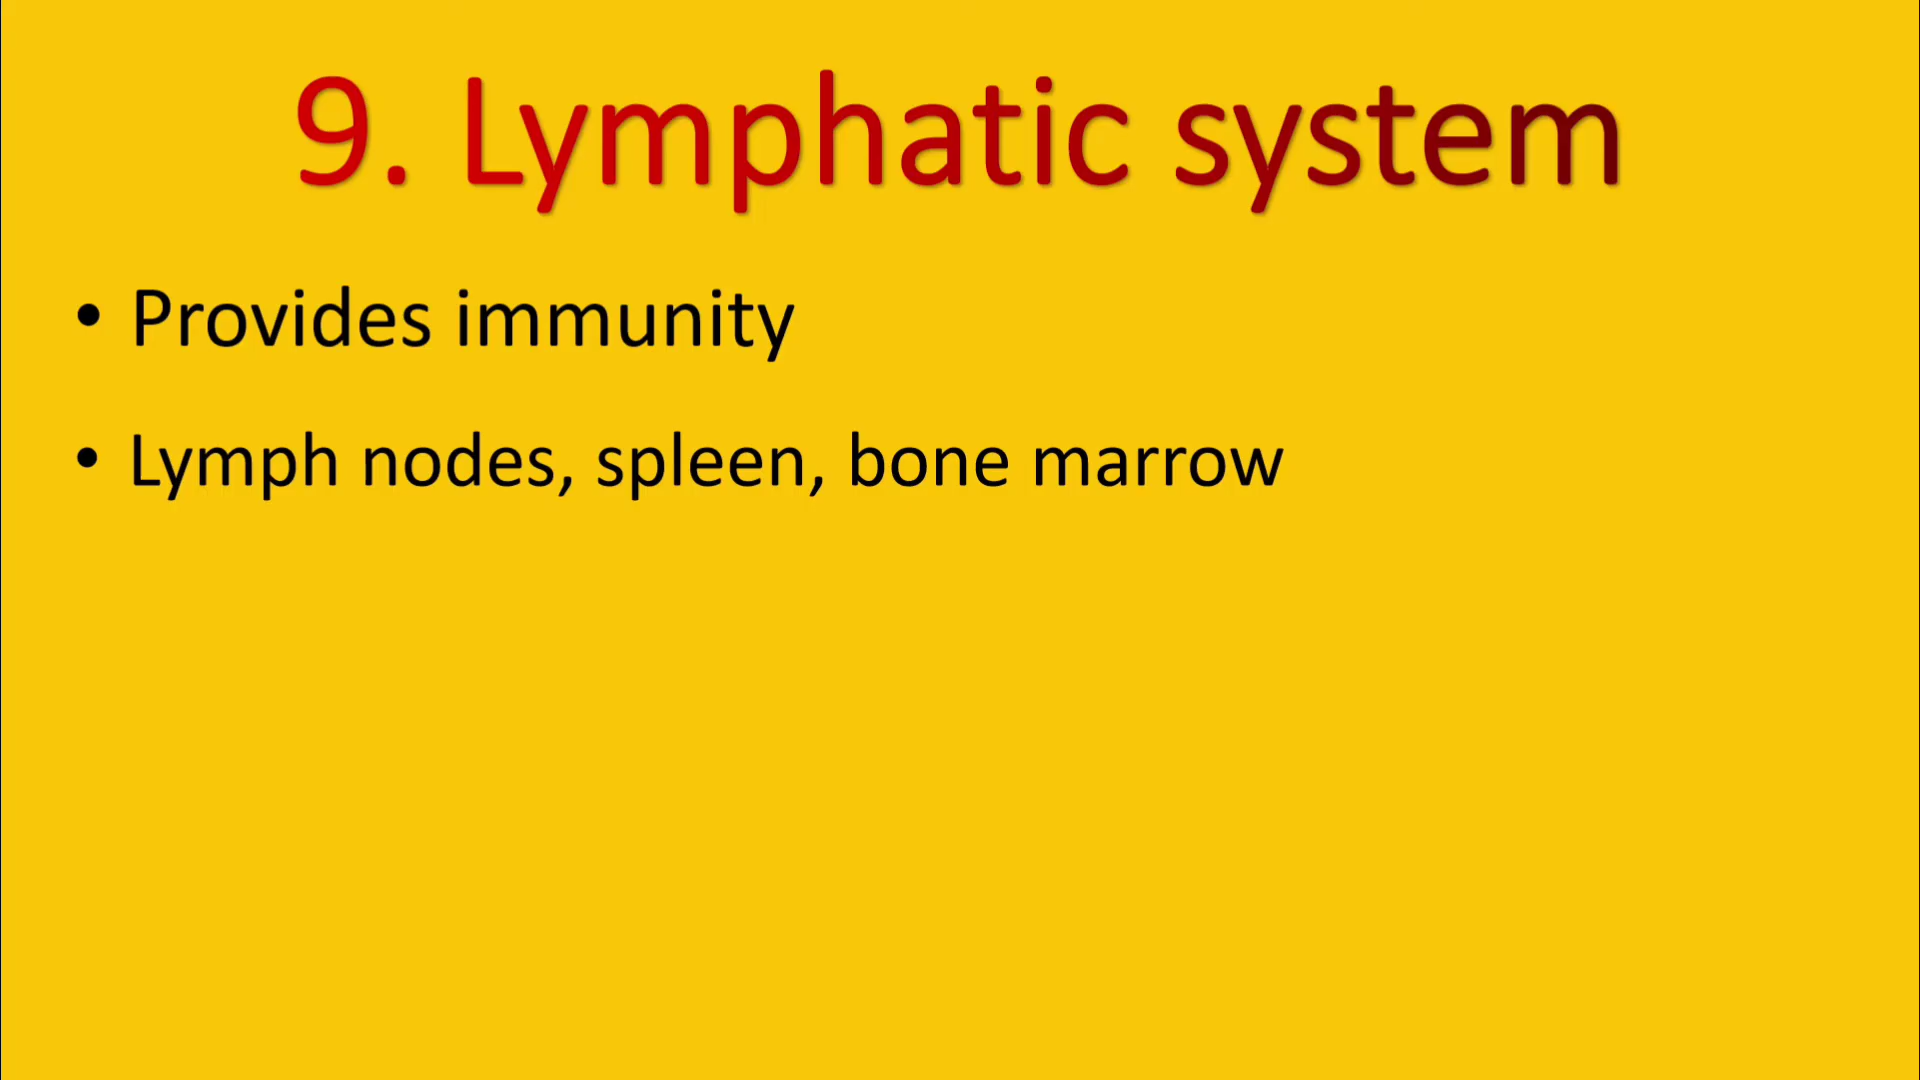 9. Lymphatic system
• Provides immunity
• Lymph nodes, spleen, bone marrow